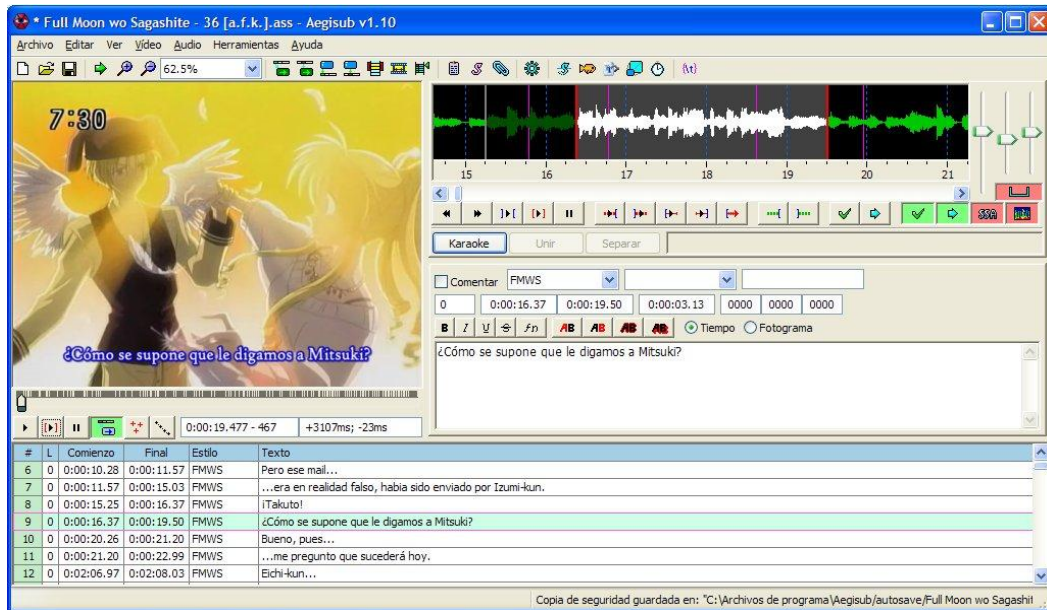 * Full Moon wo Sagashite - 36 [a.f.k.].ass - Aegisub v1.10
Archivo Editar Ver Vídeo Audio Herramientas Ayuda
62.5%
7:30
¿Cómo se supone que le digamos a Mitsuki?
0:00:19.477 - 467 +3107ms; -23ms
15 16 17 18 19 20 21
SSA
Karaoke Unir Separar
Comentar FMWS
0 0:00:16.37 0:00:19.50 0:00:03.13 0000 0000 0000
B I U S fn AB AB AB AB Tiempo Fotograma
¿Cómo se supone que le digamos a Mitsuki?
# L Comienzo Final Estilo Texto
6 0 0:00:10.28 0:00:11.57 FMWS Pero ese mail...
7 0 0:00:11.57 0:00:15.03 FMWS ...era en realidad falso, habia sido enviado por Izumi-kun.
8 0 0:00:15.25 0:00:16.37 FMWS ¡Takuto!
9 0 0:00:16.37 0:00:19.50 FMWS ¿Cómo se supone que le digamos a Mitsuki?
10 0 0:00:20.26 0:00:21.20 FMWS Bueno, pues...
11 0 0:00:21.20 0:00:22.99 FMWS ...me pregunto que sucederá hoy.
12 0 0:02:06.97 0:02:08.03 FMWS Eichi-kun...
Copia de seguridad guardada en: "C:\Archivos de programa\Aegisub/autosave/Full Moon wo Sagashit